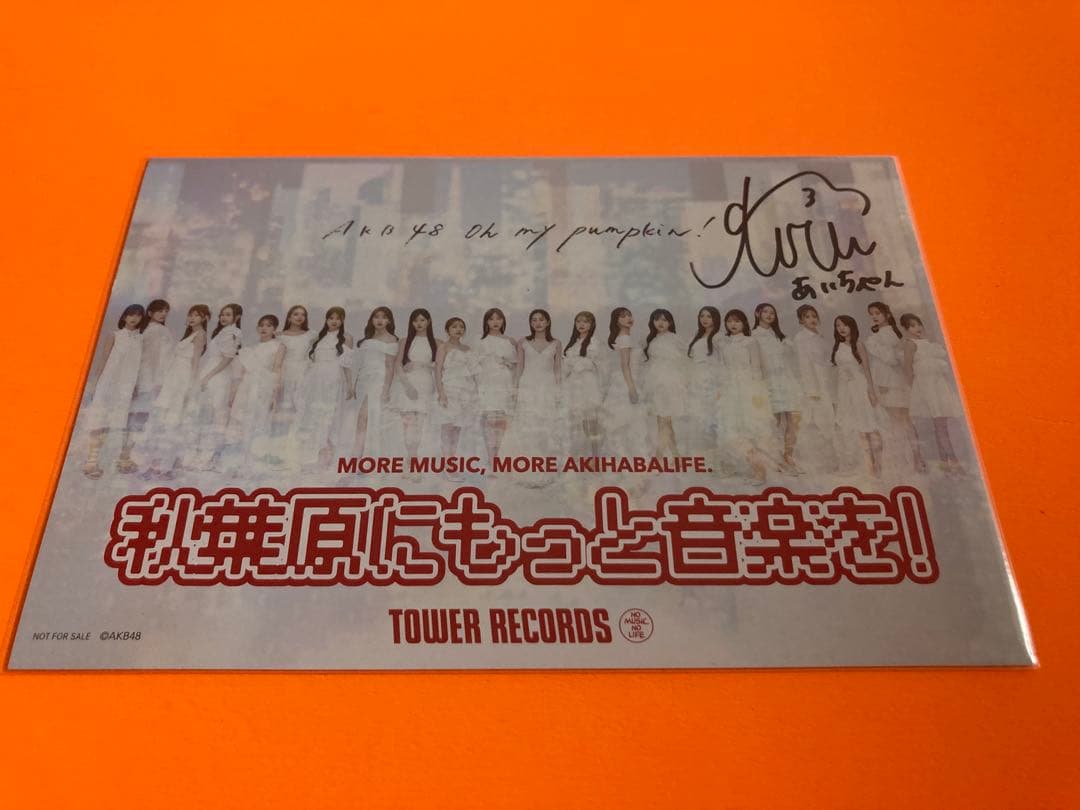 AKB48 Oh my pumpkin!
あいちゃん
MORE MUSIC, MORE AKIHABALIFE.
秋葉原にもっと音楽を!
TOWER RECORDS
NO MUSIC, NO LIFE.
NOT FOR SALE ©AKB48